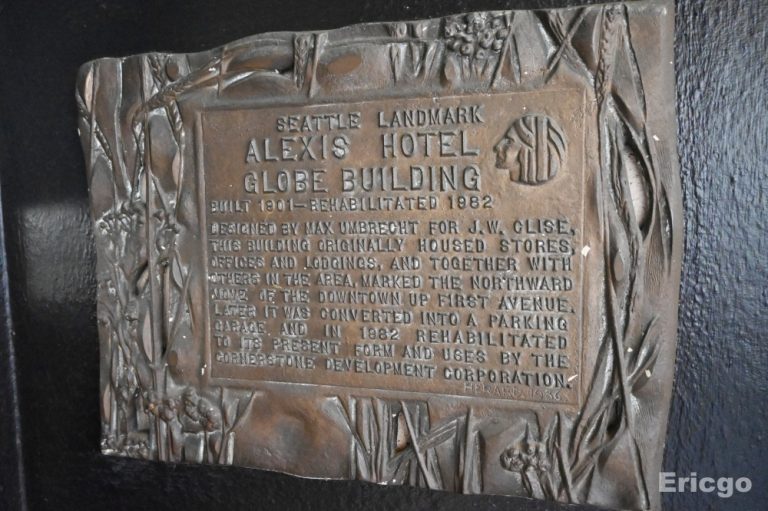 SEATTLE LANDMARK
ALEXIS HOTEL
GLOBE BUILDING
BUILT 1901—REHABILITATED 1982
DESIGNED BY MAX UMBRECHT FOR J.W. CLISE,
THIS BUILDING ORIGINALLY HOUSED STORES,
OFFICES AND LODGINGS, AND TOGETHER WITH
OTHERS IN THE AREA, MARKED THE NORTHWARD
MOVE OF THE DOWNTOWN UP FIRST AVENUE.
LATER IT WAS CONVERTED INTO A PARKING
GARAGE, AND IN 1982 REHABILITATED
TO ITS PRESENT FORM AND USES BY THE
CORNERSTONE DEVELOPMENT CORPORATION.
1986
Ericgo